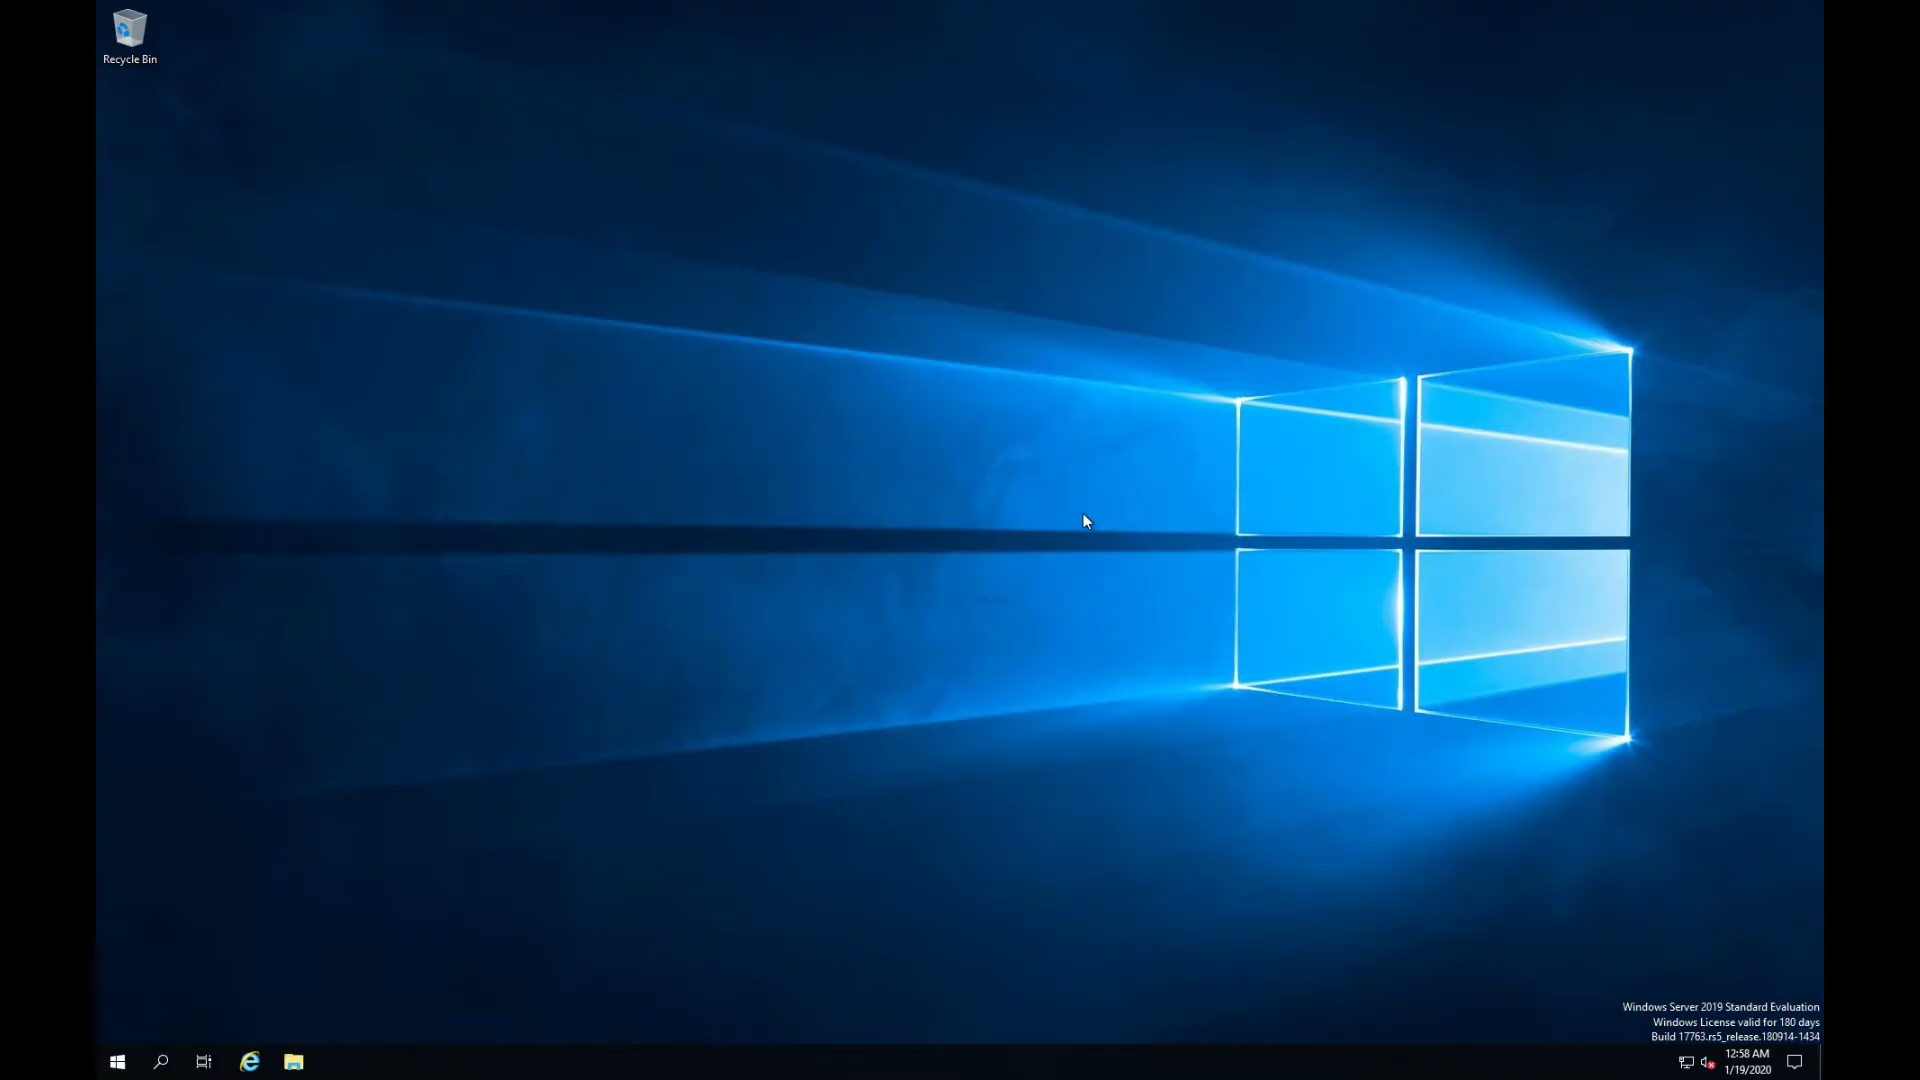 Recycle Bin
Windows Server 2019 Standard Evaluation
Windows License valid for 180 days
Build 17763.rs5_release.180914-1434
12:58 AM
1/19/2020